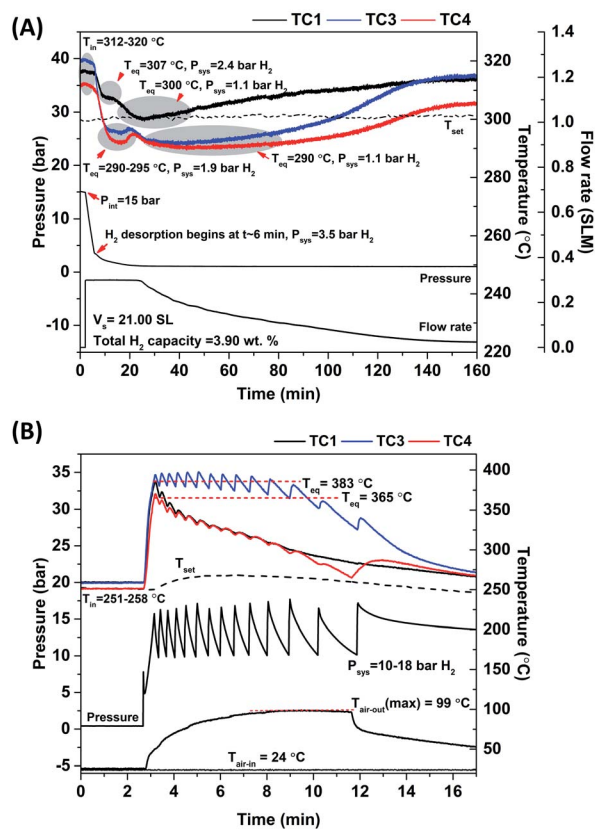 (A)
TC1 TC3 TC4
T_in=312-320 °C
T_eq=307 °C, P_sys=2.4 bar H_2
T_eq=300 °C, P_sys=1.1 bar H_2
T_set
T_eq=290-295 °C, P_sys=1.9 bar H_2
T_eq=290 °C, P_sys=1.1 bar H_2
P_int=15 bar
H_2 desorption begins at t~6 min, P_sys=3.5 bar H_2
Pressure
V_s= 21.00 SL
Flow rate
Total H_2 capacity =3.90 wt. %
40
30
20
10
0
-10
Pressure (bar)
320
300
280
260
240
220
Temperature (°C)
1.4
1.2
1.0
0.8
0.6
0.4
0.2
0.0
Flow rate (SLM)
0 20 40 60 80 100 120 140 160
Time (min)
(B)
TC1 TC3 TC4
T_eq= 383 °C
T_eq= 365 °C
T_set
T_in=251-258 °C
P_sys=10-18 bar H_2
Pressure
T_air-out(max) = 99 °C
T_air-in = 24 °C
35
30
25
20
15
10
5
0
-5
Pressure (bar)
400
350
300
250
200
150
100
50
Temperature (°C)
0 2 4 6 8 10 12 14 16
Time (min)